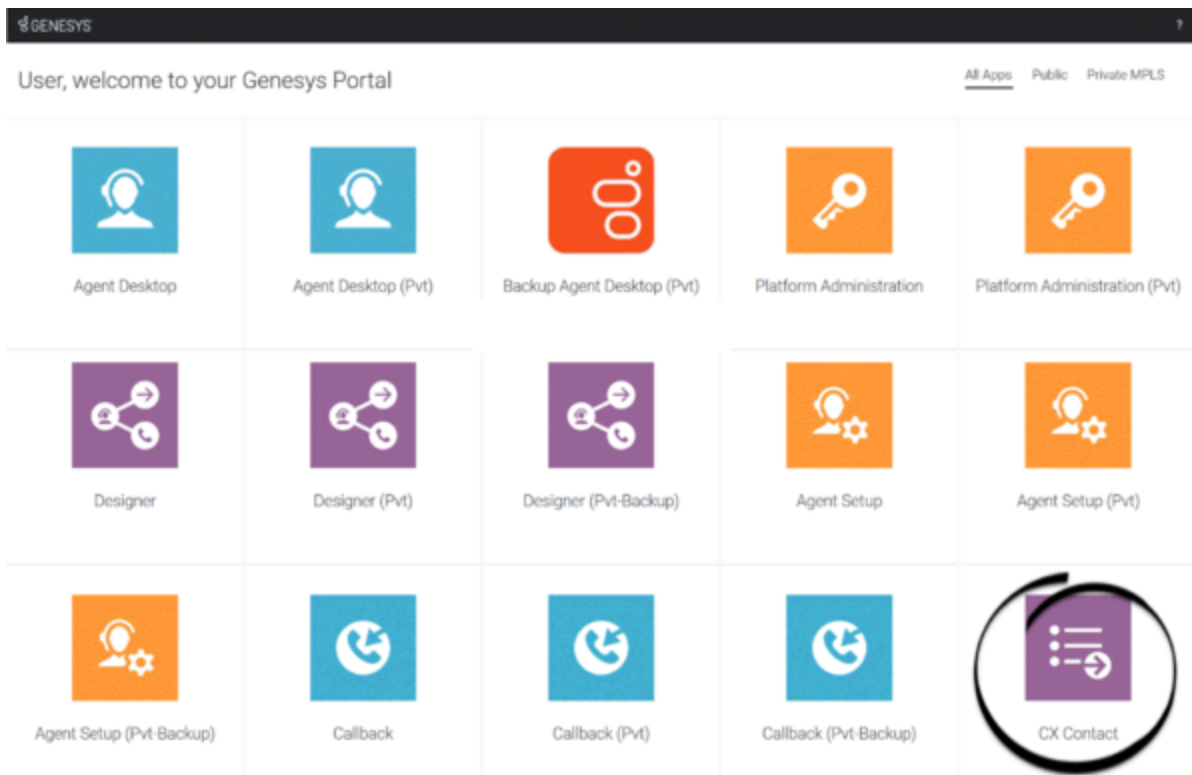 GENESYS
?
User, welcome to your Genesys Portal
All Apps Public Private MPLS
Agent Desktop
Agent Desktop (Pvt)
Backup Agent Desktop (Pvt)
Platform Administration
Platform Administration (Pvt)
Designer
Designer (Pvt)
Designer (Pvt-Backup)
Agent Setup
Agent Setup (Pvt)
Agent Setup (Pvt-Backup)
Callback
Callback (Pvt)
Callback (Pvt-Backup)
CX Contact